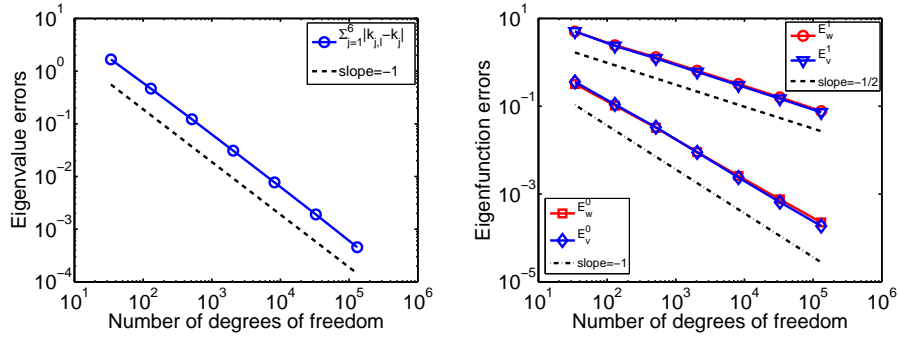 Eigenvalue errors
10^1
10^0
10^-1
10^-2
10^-3
10^-4
Σ_{j=1}^6|k_{j,l}-k_j|
slope=-1
10^1 10^2 10^3 10^4 10^5 10^6
Number of degrees of freedom
Eigenfunction errors
10^1
10^-1
10^-3
10^-5
E_w^1
E_v^1
slope=-1/2
E_w^0
E_v^0
slope=-1
10^1 10^2 10^3 10^4 10^5 10^6
Number of degrees of freedom